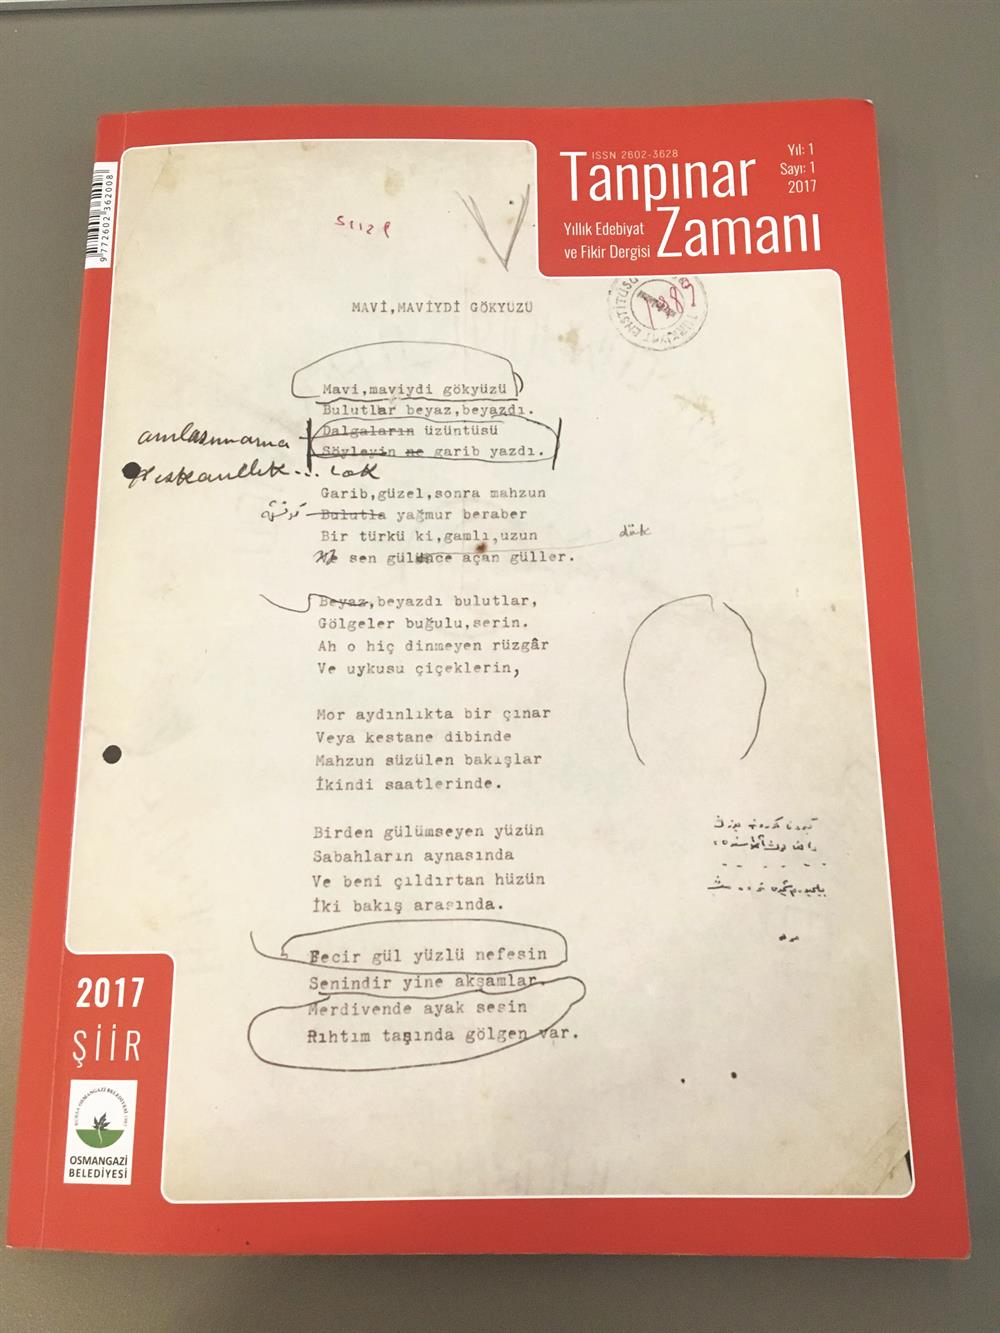 ISSN 2602-3628
Tanpınar
Zamanı
Yıl: 1
Sayı: 1
2017
Yıllık Edebiyat
ve Fikir Dergisi
9 772602 362008
MAVİ,MAVİYDİ GÖKYÜZÜ
Mavi,maviydi gökyüzü
Bulutlar beyaz,beyazdı.
Dalgaların üzüntüsü
Söyleyin ne garib yazdı.
Garib,güzel,sonra mahzun
Bulutla yağmur beraber
Bir türkü ki,gamlı,uzun
sen gülünce açan güller.
Beyaz,beyazdı bulutlar,
Gölgeler buğulu,serin.
Ah o hiç dinmeyen rüzgâr
Ve uykusu çiçeklerin,
Mor aydınlıkta bir çınar
Veya kestane dibinde
Mahzun süzülen bakışlar
İkindi saatlerinde.
Birden gülümseyen yüzün
Sabahların aynasında
Ve beni çıldırtan hüzün
İki bakış arasında.
Fecir gül yüzlü nefesin
Senindir yine akşamlar.
Merdivende ayak sesin
Rıhtım taşında gölgen var.
2017
ŞİİR
OSMANGAZİ
BELEDİYESİ